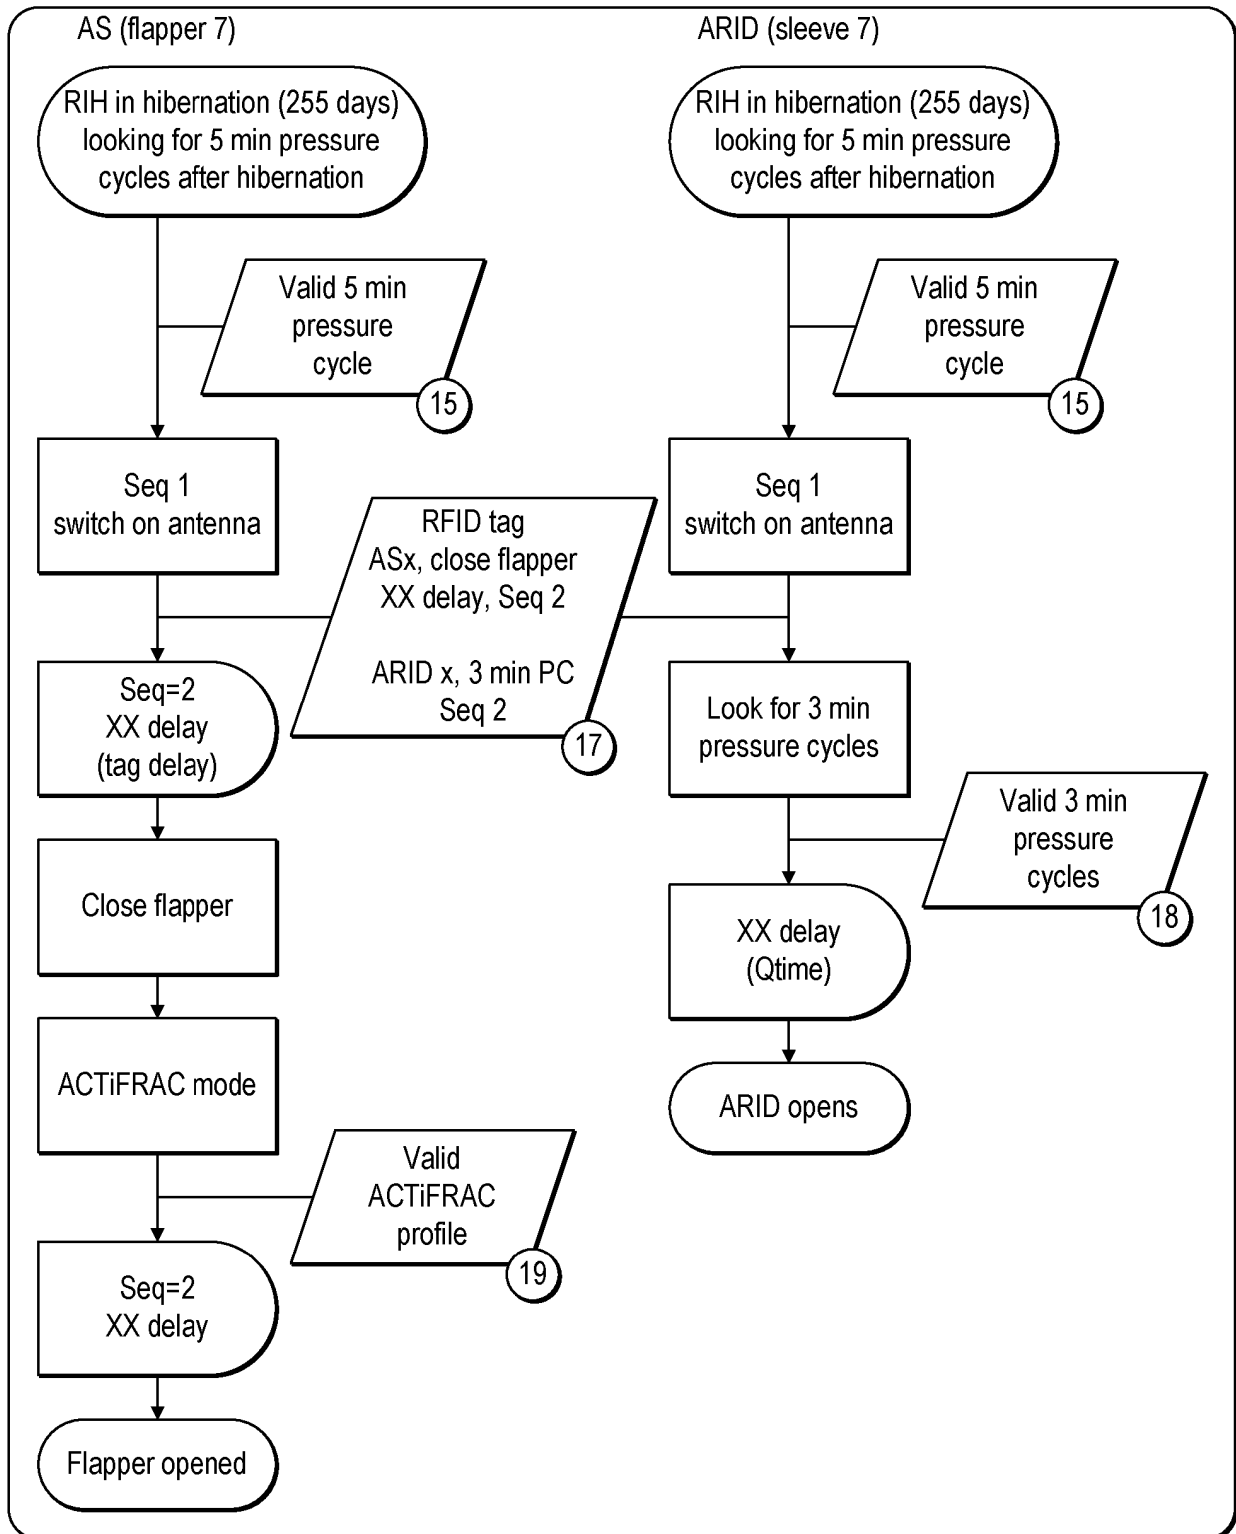 AS (flapper 7)
RIH in hibernation (255 days)
looking for 5 min pressure
cycles after hibernation
Valid 5 min
pressure
cycle
15
Seq 1
switch on antenna
RFID tag
ASx, close flapper
XX delay, Seq 2
ARID x, 3 min PC
Seq 2
17
Seq=2
XX delay
(tag delay)
Close flapper
ACTiFRAC mode
Valid
ACTiFRAC
profile
19
Seq=2
XX delay
Flapper opened
ARID (sleeve 7)
RIH in hibernation (255 days)
looking for 5 min pressure
cycles after hibernation
Valid 5 min
pressure
cycle
15
Seq 1
switch on antenna
Look for 3 min
pressure cycles
Valid 3 min
pressure
cycles
18
XX delay
(Qtime)
ARID opens